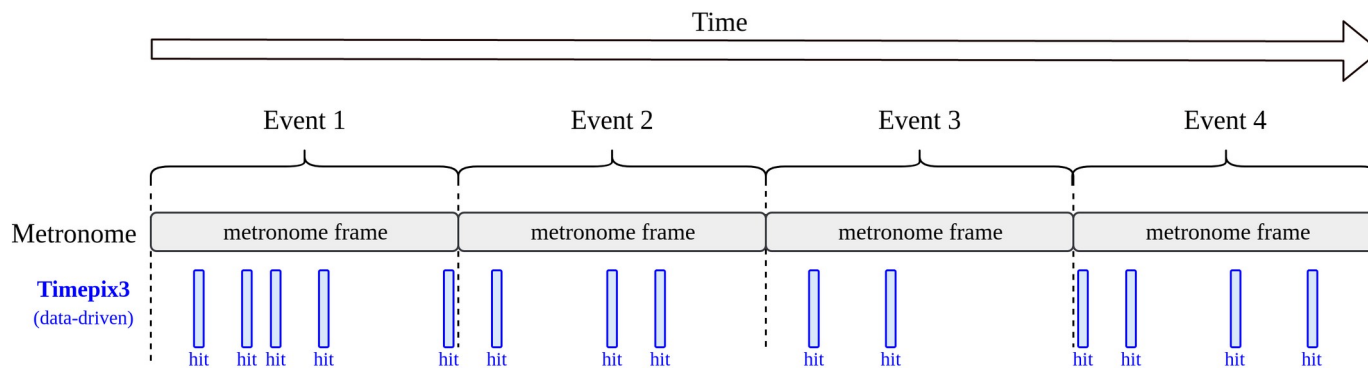 Time
Event 1 Event 2 Event 3 Event 4
Metronome metronome frame metronome frame metronome frame metronome frame
Timepix3
(data-driven)
hit hit hit hit hit hit hit hit hit hit hit hit hit hit